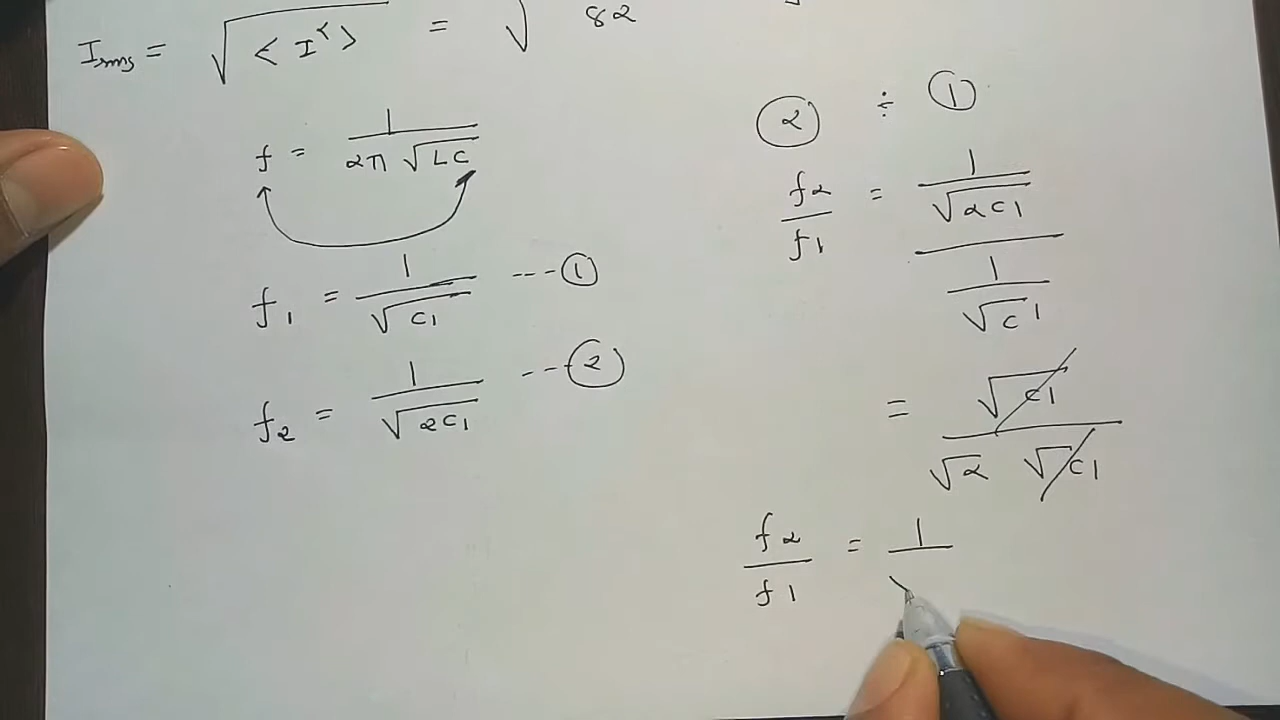 Irms = √<I²> = √82
f = 1/2π √LC
f1 = 1/√C1 ---①
f2 = 1/√2C1 ---②
② ÷ ①
f2/f1 = 1/√2C1 / 1/√C1
= √C1/√2 √C1
f2/f1 = 1/